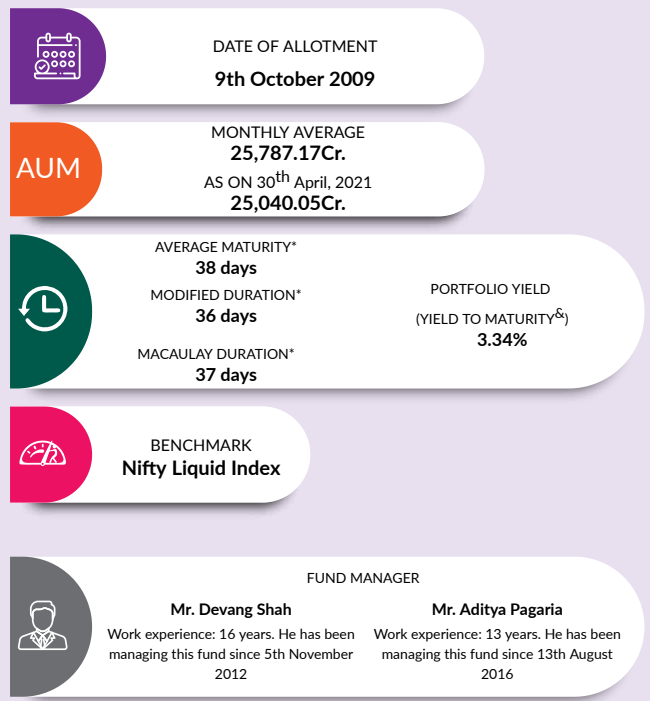 DATE OF ALLOTMENT
9th October 2009
AUM
MONTHLY AVERAGE
25,787.17Cr.
AS ON 30th April, 2021
25,040.05Cr.
AVERAGE MATURITY*
38 days
MODIFIED DURATION*
36 days
MACAULAY DURATION*
37 days
PORTFOLIO YIELD
(YIELD TO MATURITY&)
3.34%
BENCHMARK
Nifty Liquid Index
FUND MANAGER
Mr. Devang Shah
Work experience: 16 years. He has been
managing this fund since 5th November
2012
Mr. Aditya Pagaria
Work experience: 13 years. He has been
managing this fund since 13th August
2016